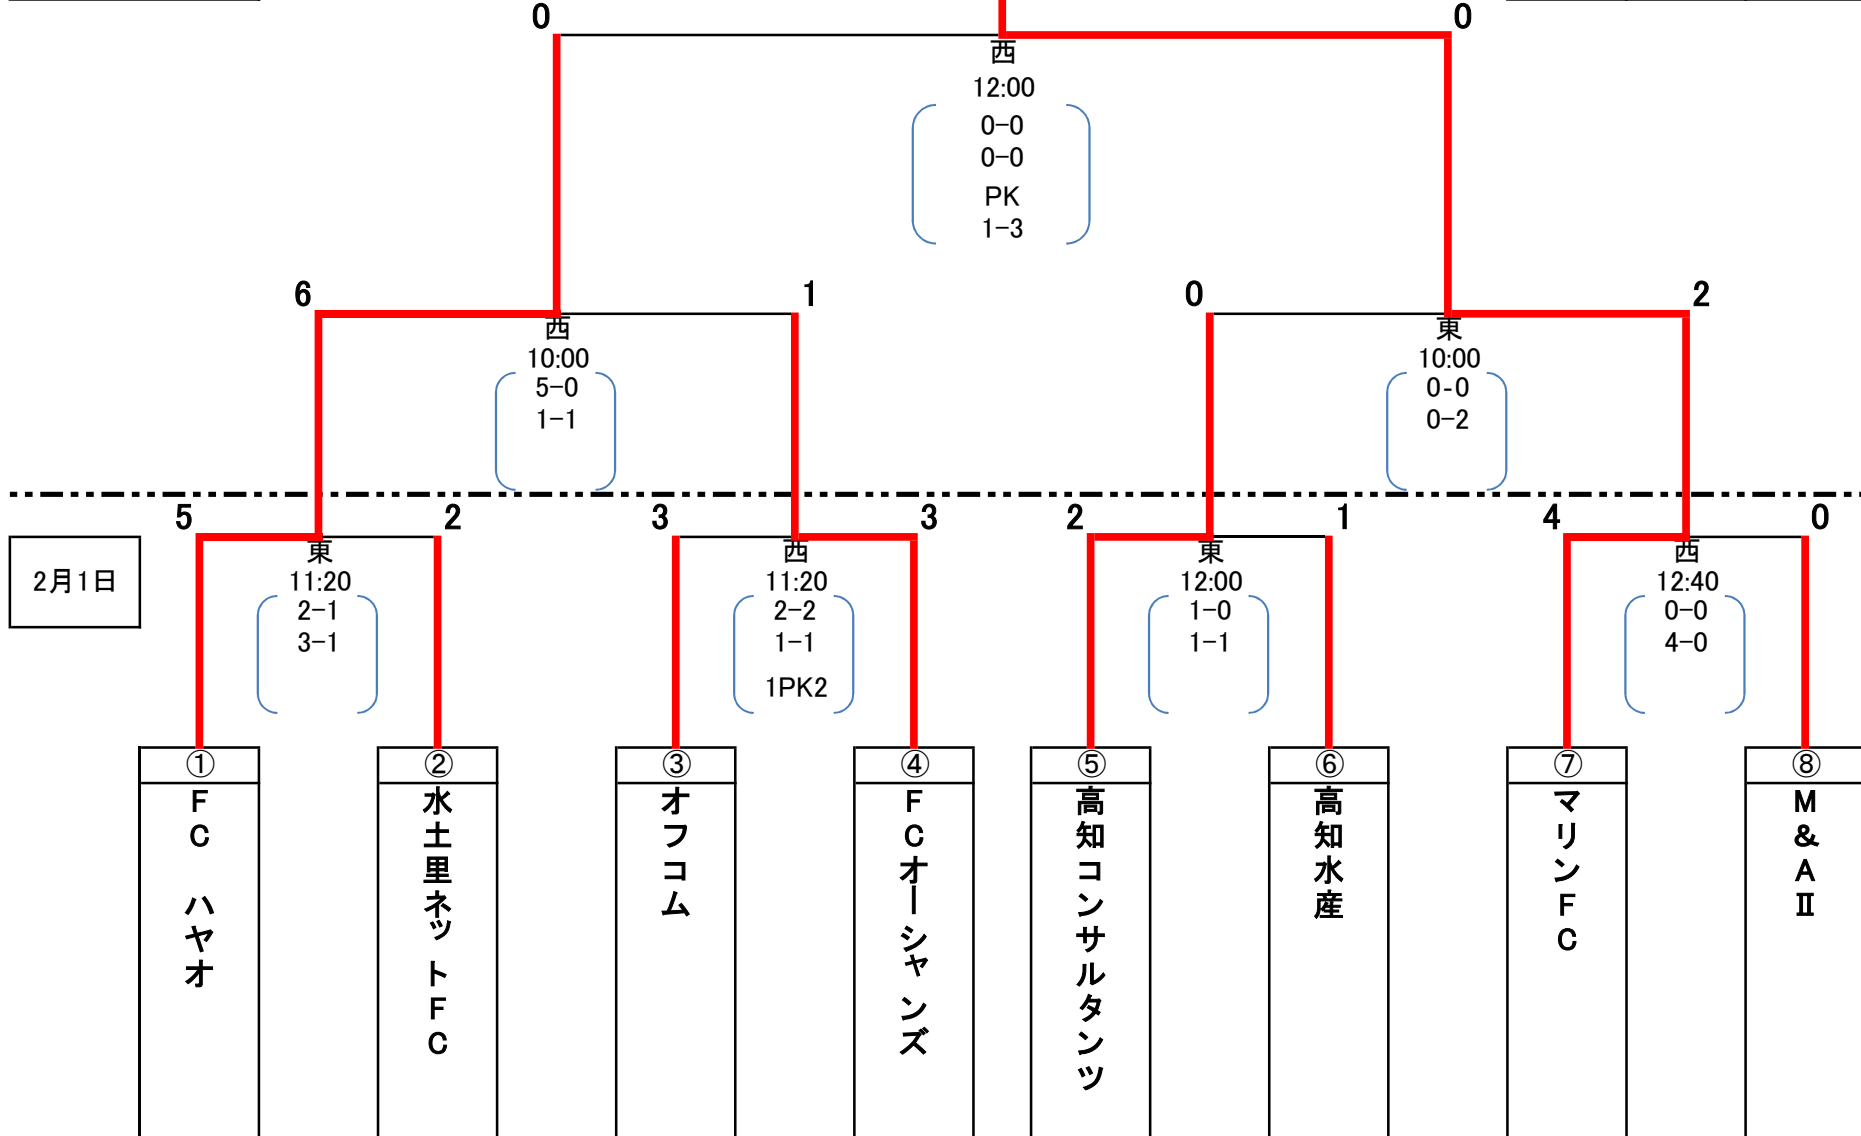 0
0
西
12:00
0−0
0−0
PK
1−3
6
1
0
2
西
10:00
5−0
1−1
東
10:00
0-0
0−2
5
2
3
3
2
1
4
0
2月1日
東
11:20
2−1
3−1
西
11:20
2−2
1−1
1PK2
東
12:00
1−0
1−1
西
12:40
0−0
4−0
①
FC ハヤオ
②
水土里ネットFC
③
オフコム
④
FCオーシャンズ
⑤
高知コンサルタンツ
⑥
高知水産
⑦
マリンFC
⑧
M&AⅡ